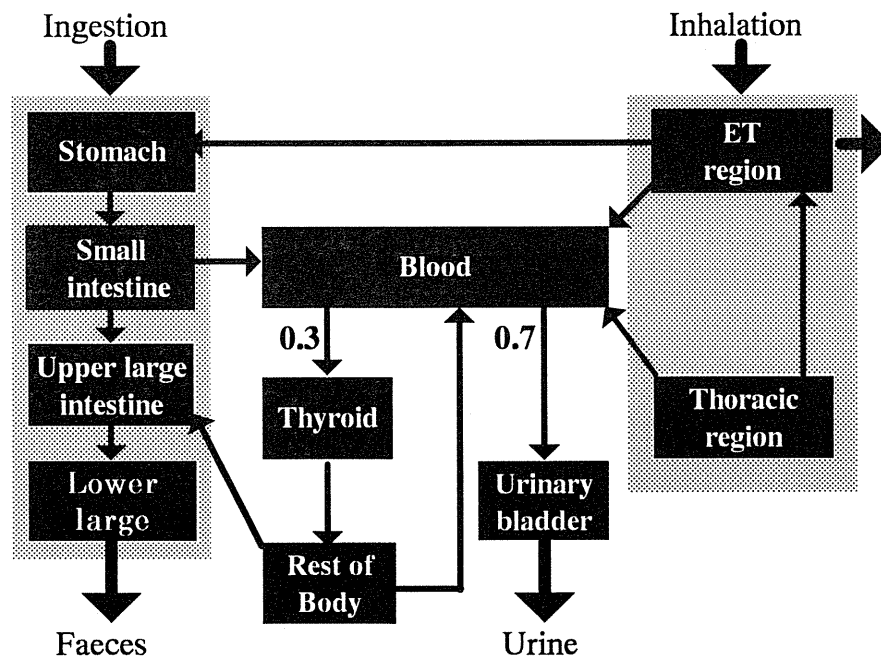 Ingestion
Inhalation
Stomach
ET
region
Small
intestine
Blood
0.3
0.7
Upper large
intestine
Thyroid
Thoracic
region
Lower
large
Urinary
bladder
Rest of
Body
Faeces
Urine